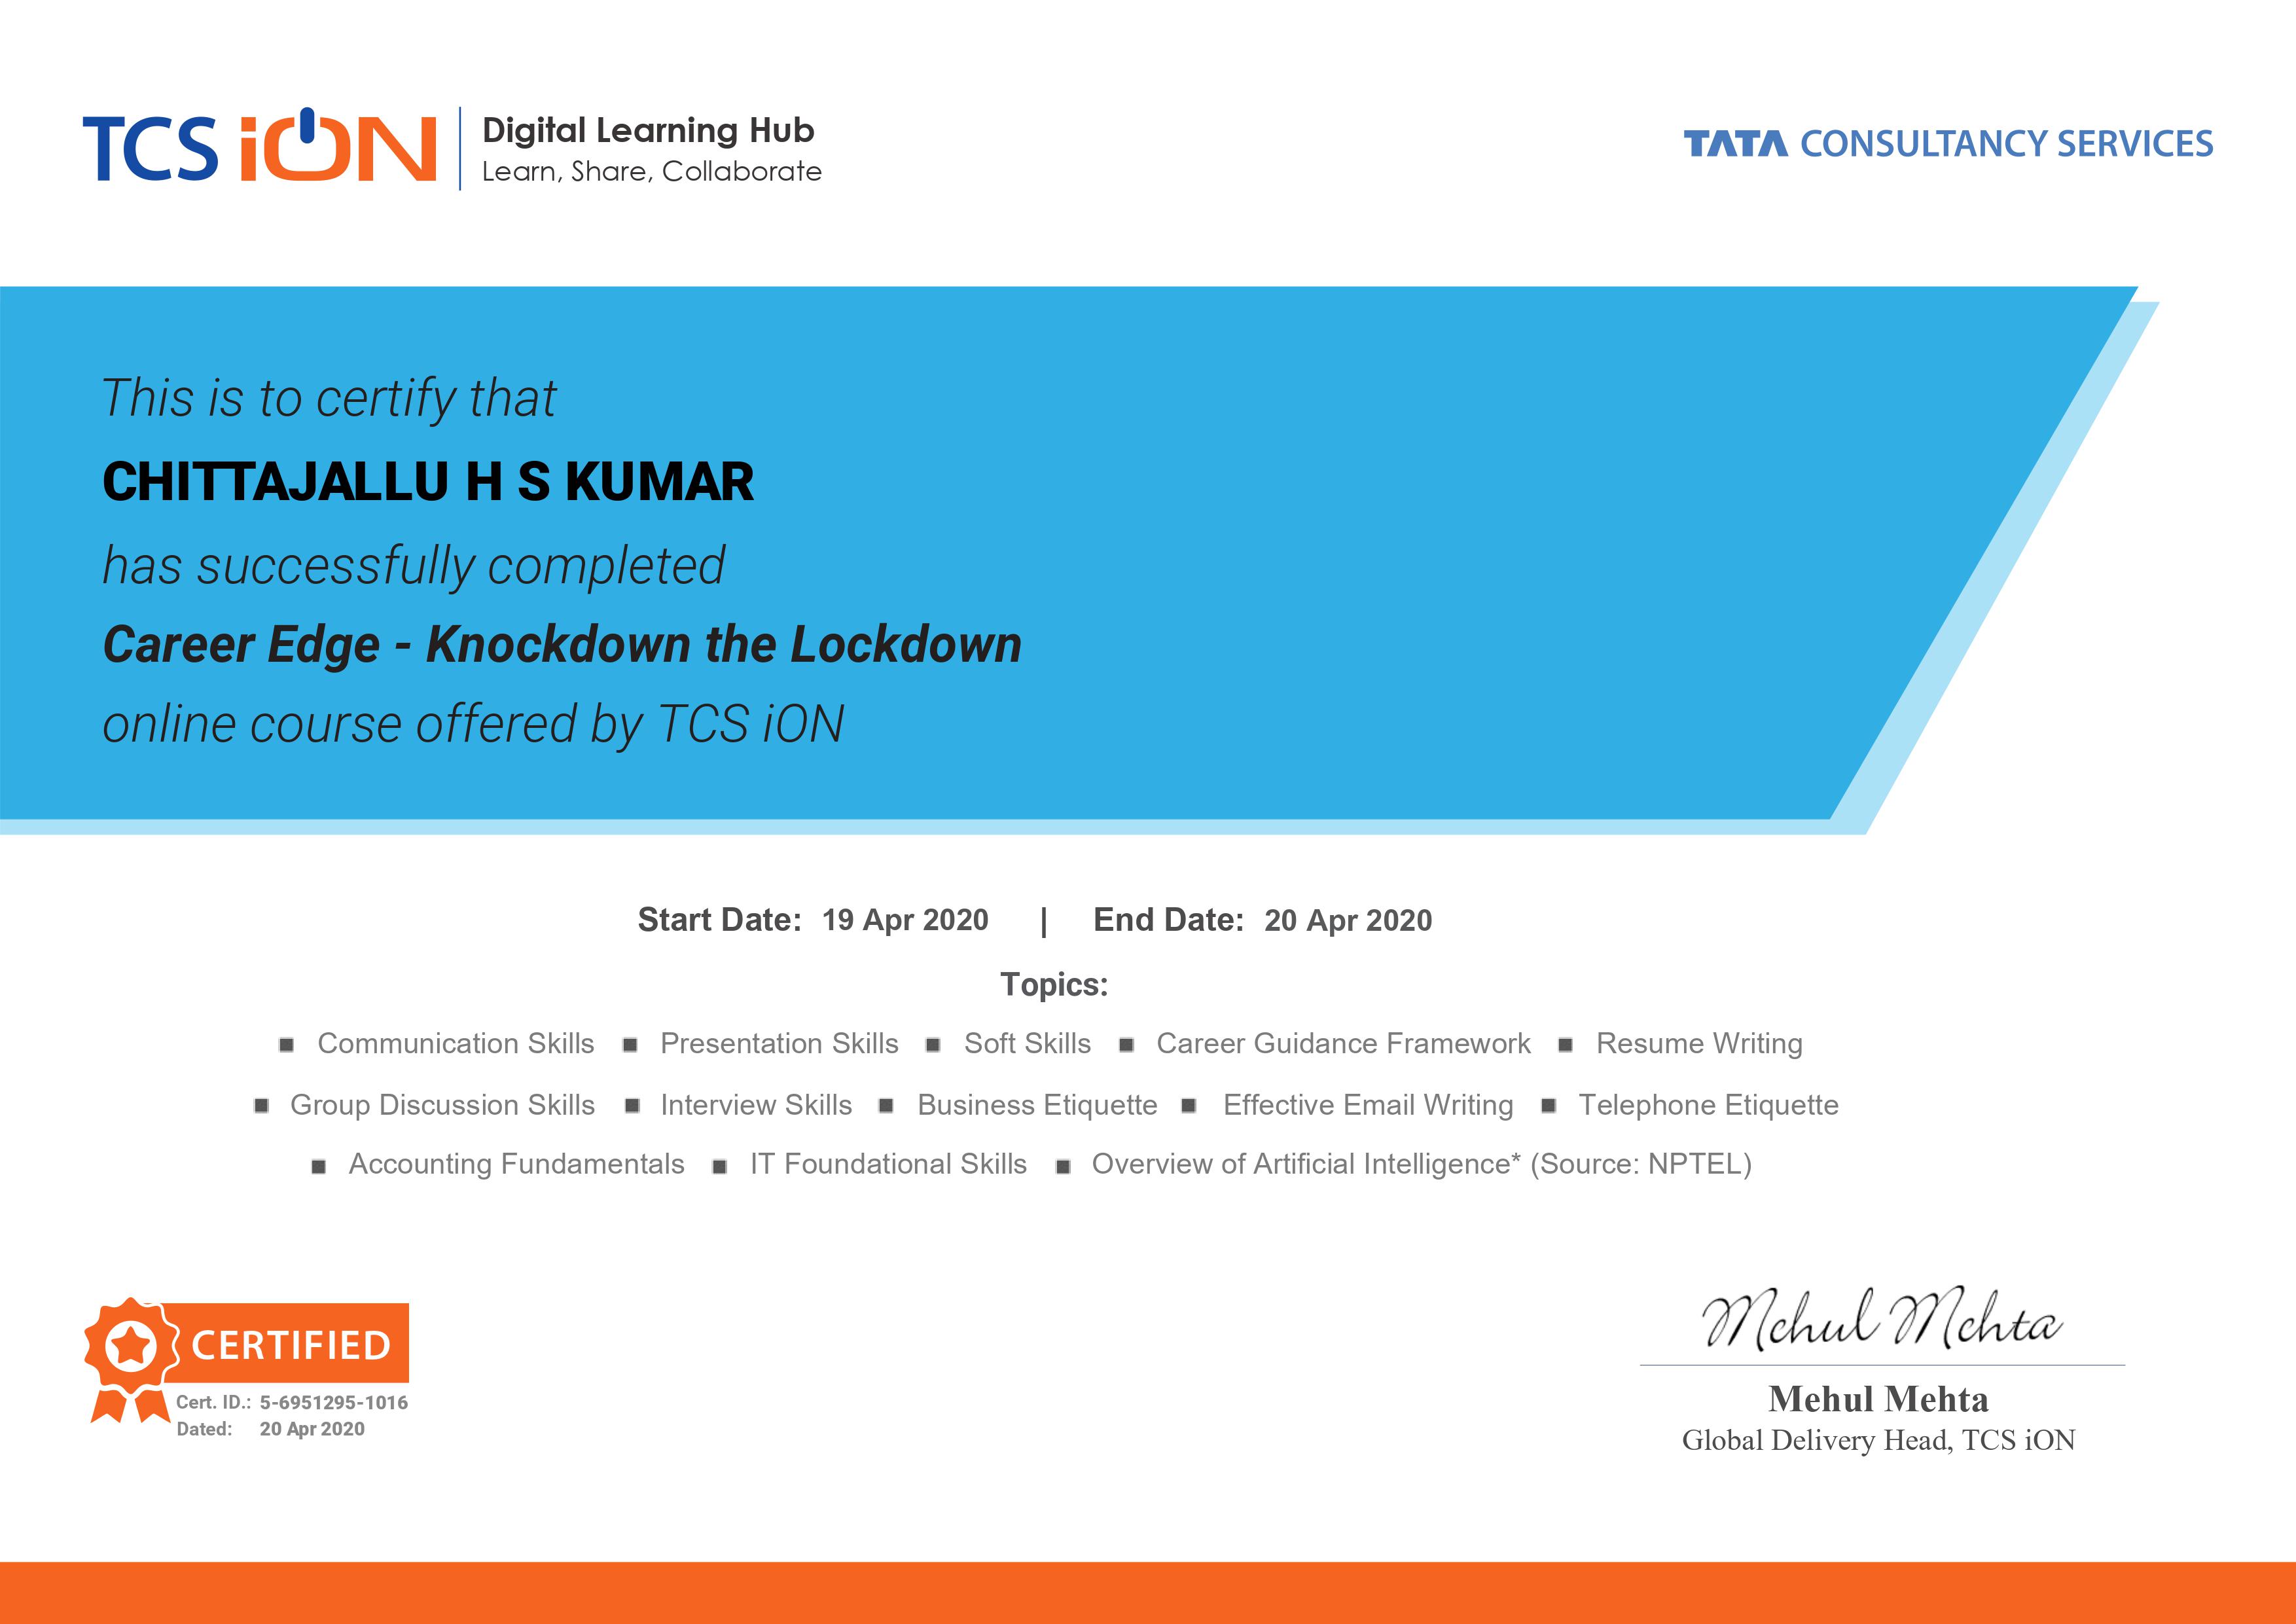 TCS iON
Digital Learning Hub
Learn, Share, Collaborate
TATA CONSULTANCY SERVICES
This is to certify that
CHITTAJALLU H S KUMAR
has successfully completed
Career Edge - Knockdown the Lockdown
online course offered by TCS iON
Start Date: 19 Apr 2020 | End Date: 20 Apr 2020
Topics:
Communication Skills Presentation Skills Soft Skills Career Guidance Framework Resume Writing
Group Discussion Skills Interview Skills Business Etiquette Effective Email Writing Telephone Etiquette
Accounting Fundamentals IT Foundational Skills Overview of Artificial Intelligence* (Source: NPTEL)
CERTIFIED
Cert. ID.: 5-6951295-1016
Dated: 20 Apr 2020
Mehul Mehta
Mehul Mehta
Global Delivery Head, TCS iON